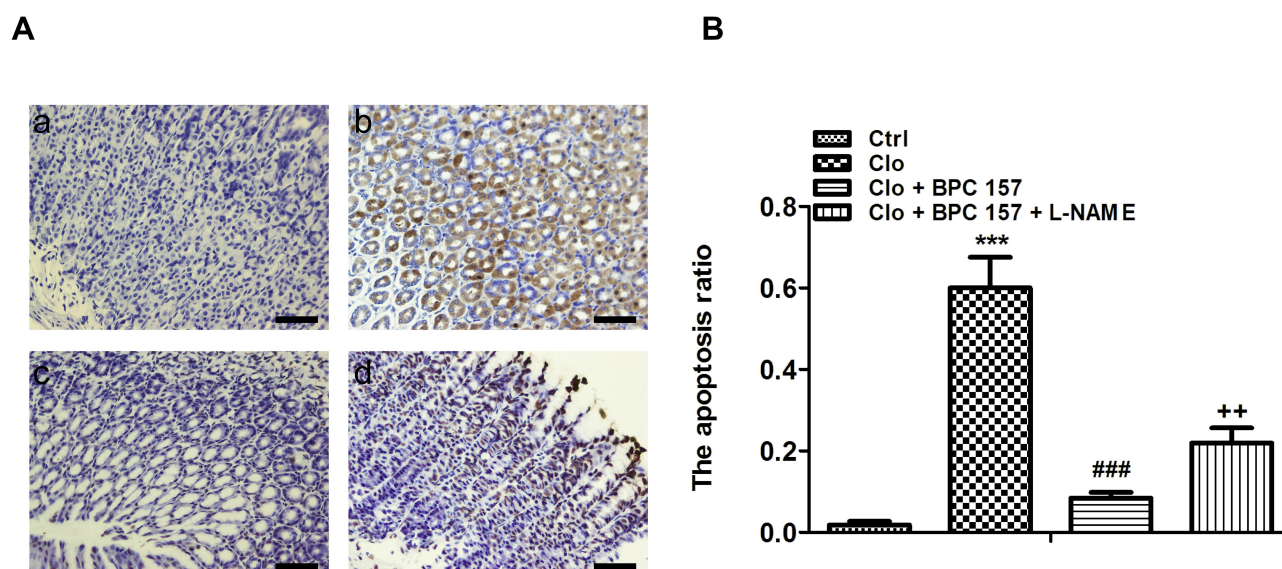 A
B
a
b
c
d
Ctrl
Clo
Clo + BPC 157
Clo + BPC 157 + L-NAME
The apoptosis ratio
0.8
0.6
0.4
0.2
0.0
***
###
++